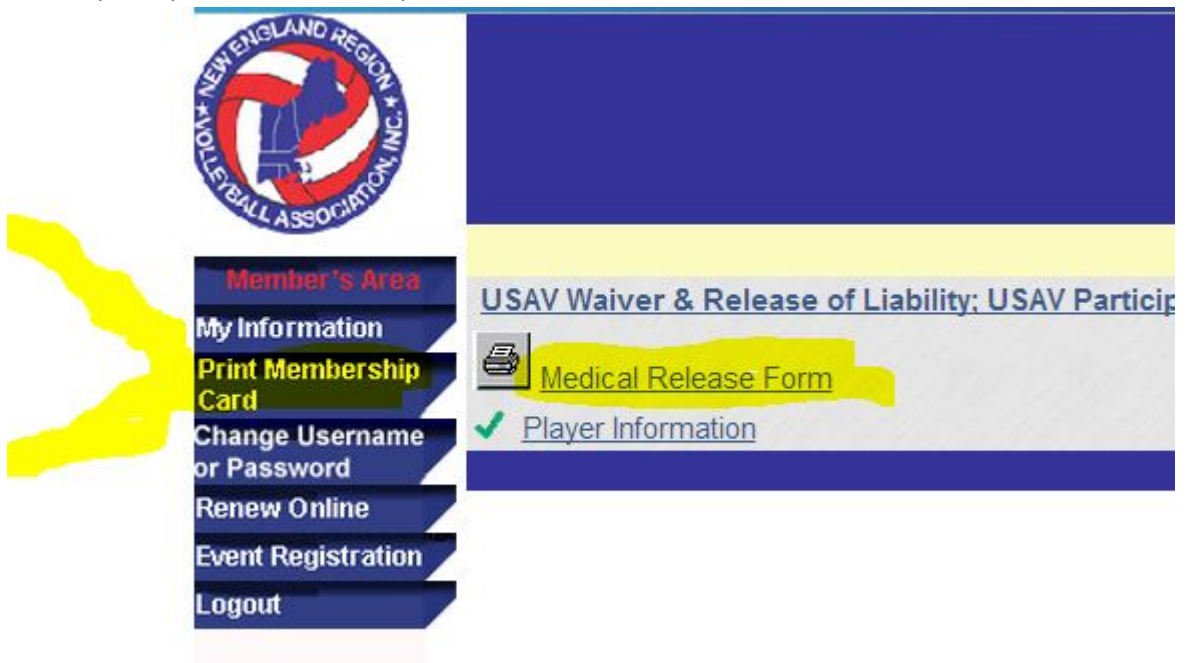 NEW ENGLAND REGION
VOLLEYBALL ASSOCIATION, INC.
Member's Area
My Information
Print Membership
Card
Change Username
or Password
Renew Online
Event Registration
Logout
USAV Waiver & Release of Liability; USAV Particip
Medical Release Form
Player Information